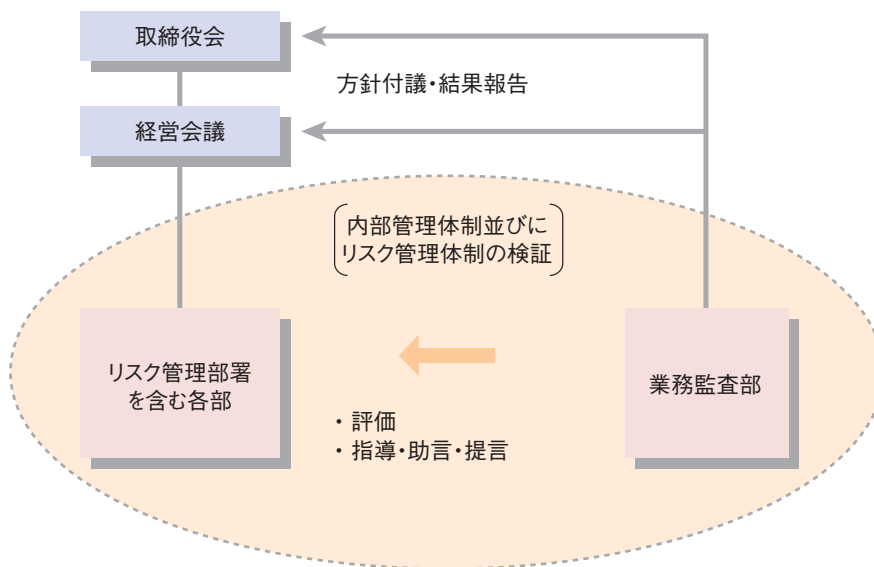 取締役会
方針付議・結果報告
経営会議
内部管理体制並びに
リスク管理体制の検証
リスク管理部署
を含む各部
業務監査部
・ 評価
・ 指導・助言・提言